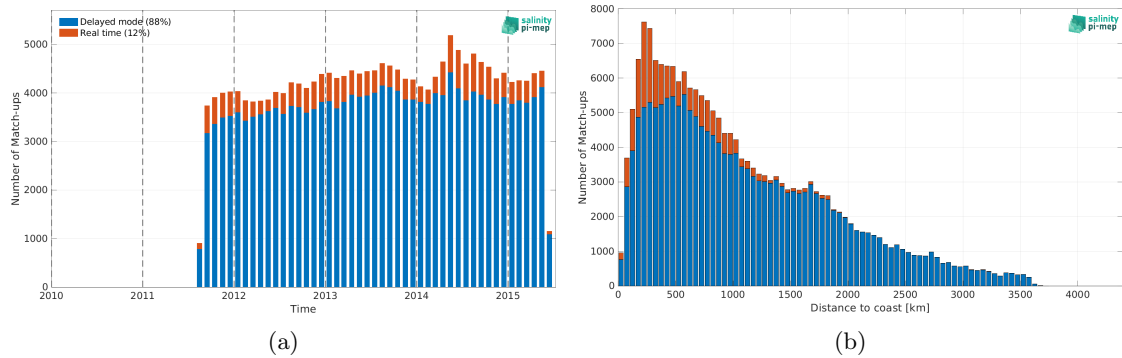 Delayed mode (88%)
Real time (12%)
salinity
pi-mep
Number of Match-ups
5000
4000
3000
2000
1000
0
2010
2011
2012
2013
2014
2015
Time
(a)
salinity
pi-mep
Number of Match-ups
8000
7000
6000
5000
4000
3000
2000
1000
0
0
500
1000
1500
2000
2500
3000
3500
4000
Distance to coast [km]
(b)